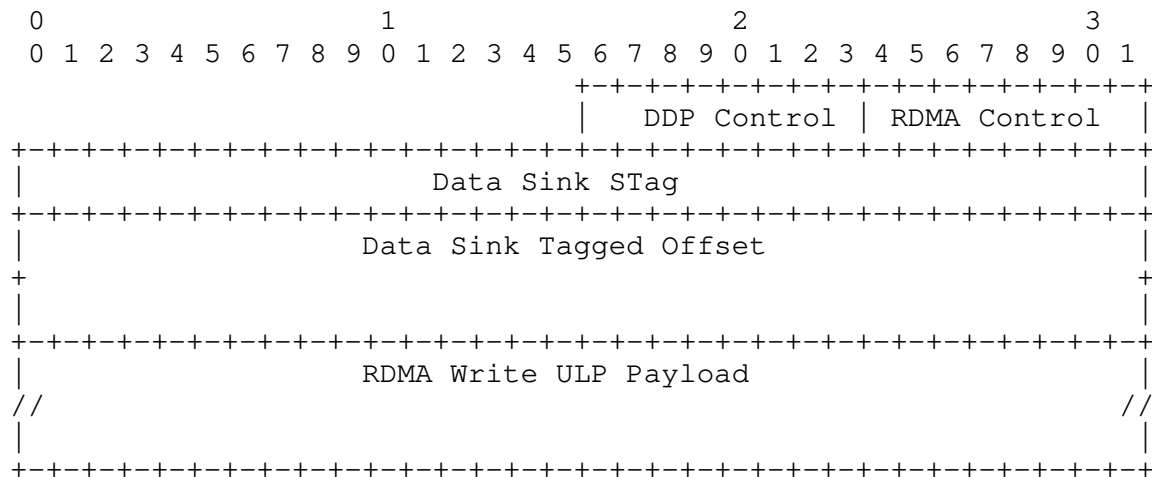 0                   1                   2                   3
 0 1 2 3 4 5 6 7 8 9 0 1 2 3 4 5 6 7 8 9 0 1 2 3 4 5 6 7 8 9 0 1
                                +-+-+-+-+-+-+-+-+-+-+-+-+-+-+-+-+
                                |   DDP Control | RDMA Control  |
+-+-+-+-+-+-+-+-+-+-+-+-+-+-+-+-+-+-+-+-+-+-+-+-+-+-+-+-+-+-+-+-+
|                       Data Sink STag                          |
+-+-+-+-+-+-+-+-+-+-+-+-+-+-+-+-+-+-+-+-+-+-+-+-+-+-+-+-+-+-+-+-+
|                   Data Sink Tagged Offset                     |
+                                                               +
|                                                               |
+-+-+-+-+-+-+-+-+-+-+-+-+-+-+-+-+-+-+-+-+-+-+-+-+-+-+-+-+-+-+-+-+
|                   RDMA Write ULP Payload                      |
//                                                             //
|                                                               |
+-+-+-+-+-+-+-+-+-+-+-+-+-+-+-+-+-+-+-+-+-+-+-+-+-+-+-+-+-+-+-+-+